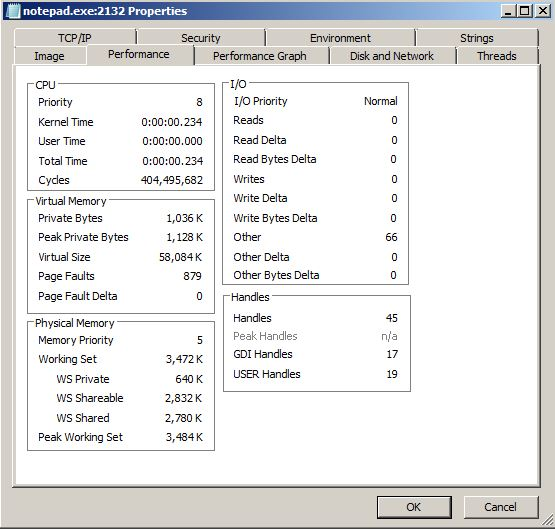 notepad.exe:2132 Properties
TCP/IP Security Environment Strings
Image Performance Performance Graph Disk and Network Threads
CPU
Priority 8
Kernel Time 0:00:00.234
User Time 0:00:00.000
Total Time 0:00:00.234
Cycles 404,495,682
Virtual Memory
Private Bytes 1,036 K
Peak Private Bytes 1,128 K
Virtual Size 58,084 K
Page Faults 879
Page Fault Delta 0
Physical Memory
Memory Priority 5
Working Set 3,472 K
WS Private 640 K
WS Shareable 2,832 K
WS Shared 2,780 K
Peak Working Set 3,484 K
I/O
I/O Priority Normal
Reads 0
Read Delta 0
Read Bytes Delta 0
Writes 0
Write Delta 0
Write Bytes Delta 0
Other 66
Other Delta 0
Other Bytes Delta 0
Handles
Handles 45
Peak Handles n/a
GDI Handles 17
USER Handles 19
OK Cancel